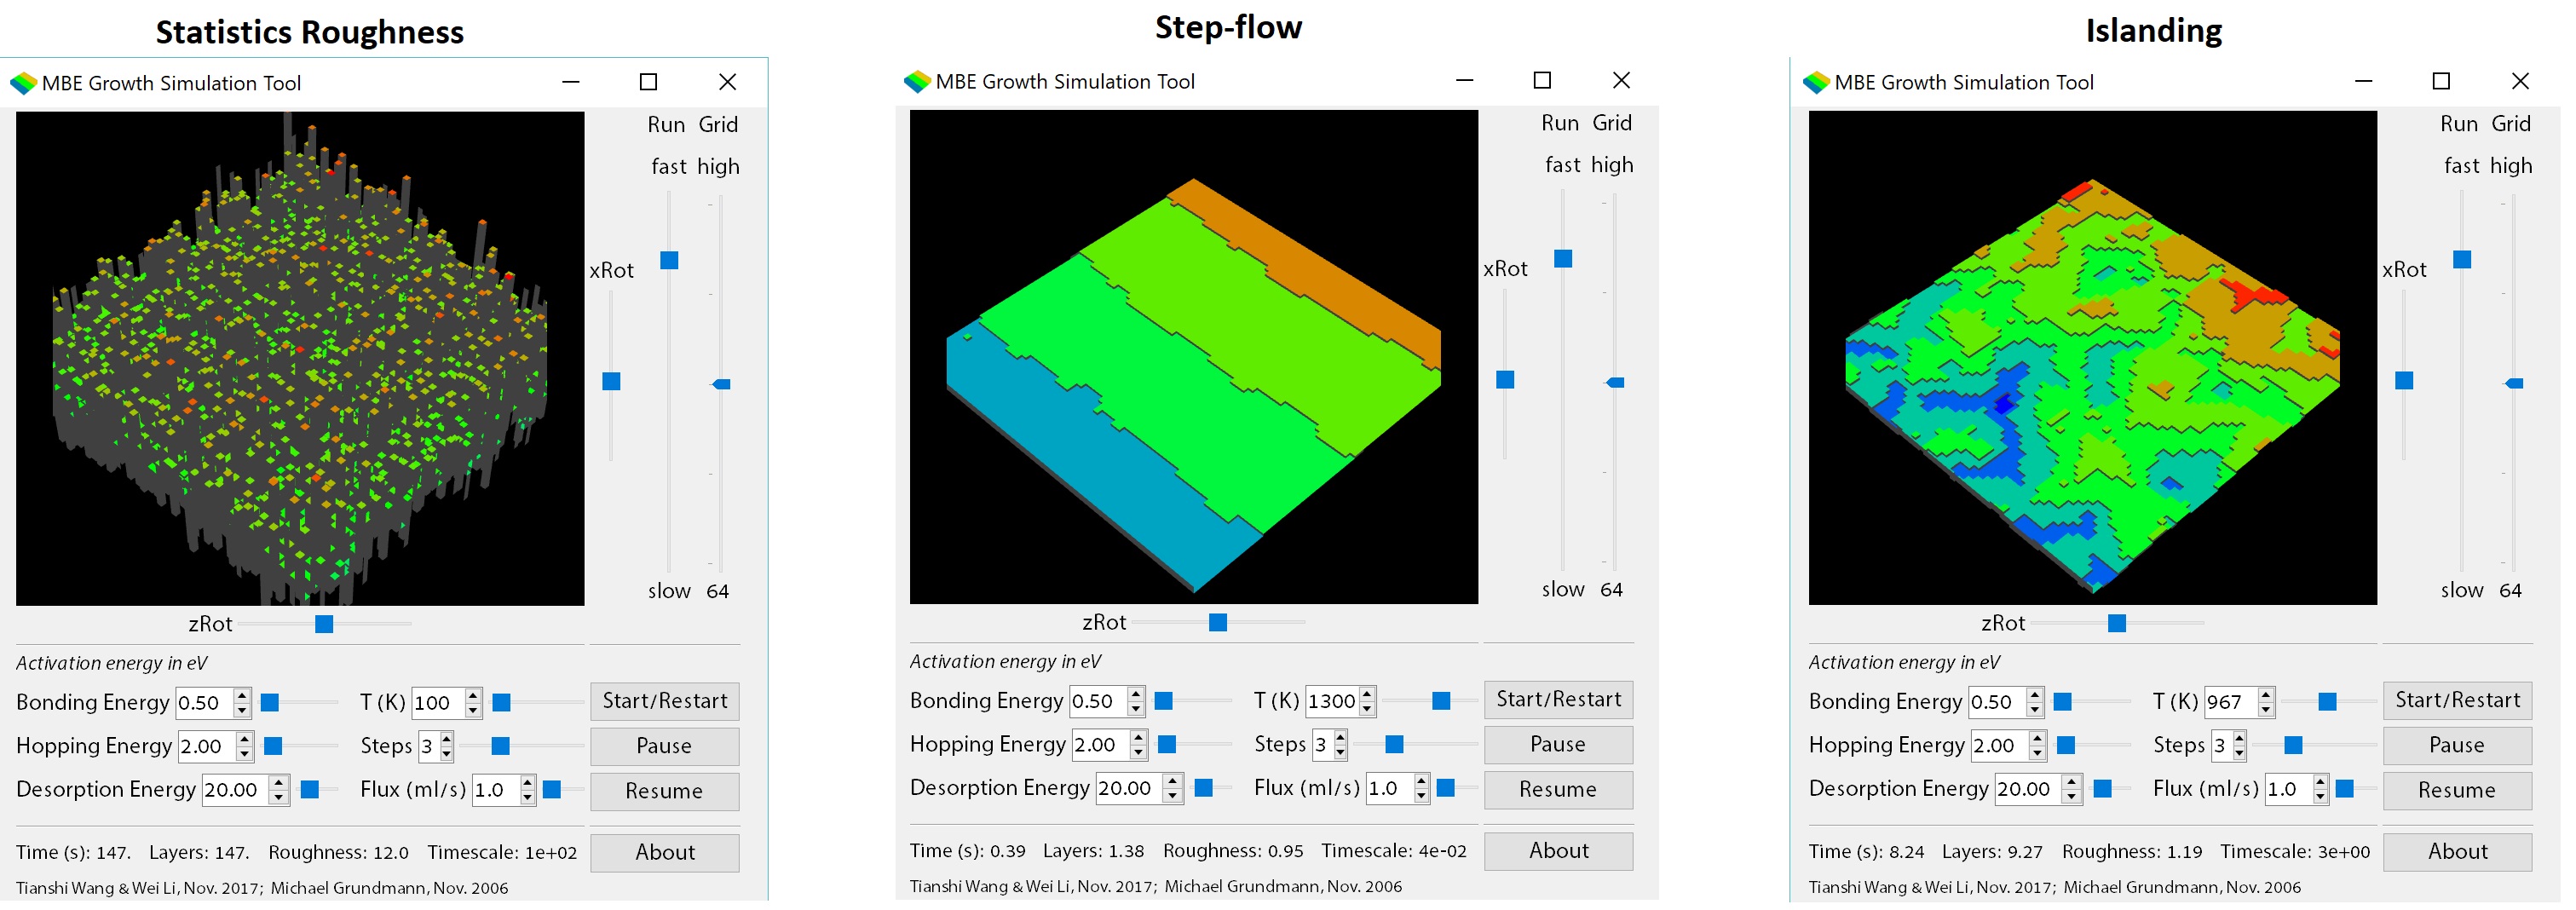 Statistics Roughness
MBE Growth Simulation Tool
Run Grid
fast high
xRot
slow 64
zRot
Activation energy in eV
Bonding Energy 0.50 T (K) 100 Start/Restart
Hopping Energy 2.00 Steps 3 Pause
Desorption Energy 20.00 Flux (ml/s) 1.0 Resume
Time (s): 147. Layers: 147. Roughness: 12.0 Timescale: 1e+02 About
Tianshi Wang & Wei Li, Nov. 2017; Michael Grundmann, Nov. 2006
Step-flow
MBE Growth Simulation Tool
Run Grid
fast high
xRot
slow 64
zRot
Activation energy in eV
Bonding Energy 0.50 T (K) 1300 Start/Restart
Hopping Energy 2.00 Steps 3 Pause
Desorption Energy 20.00 Flux (ml/s) 1.0 Resume
Time (s): 0.39 Layers: 1.38 Roughness: 0.95 Timescale: 4e-02 About
Tianshi Wang & Wei Li, Nov. 2017; Michael Grundmann, Nov. 2006
Islanding
MBE Growth Simulation Tool
Run Grid
fast high
xRot
slow 64
zRot
Activation energy in eV
Bonding Energy 0.50 T (K) 967 Start/Restart
Hopping Energy 2.00 Steps 3 Pause
Desorption Energy 20.00 Flux (ml/s) 1.0 Resume
Time (s): 8.24 Layers: 9.27 Roughness: 1.19 Timescale: 3e+00 About
Tianshi Wang & Wei Li, Nov. 2017; Michael Grundmann, Nov. 2006